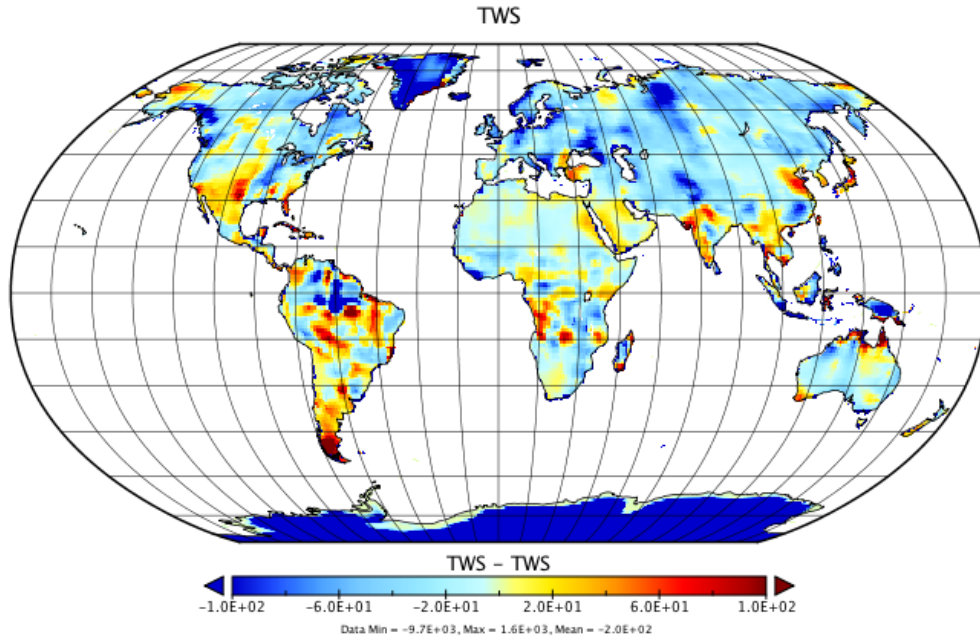 TWS
TWS – TWS
-1.0E+02 -6.0E+01 -2.0E+01 2.0E+01 6.0E+01 1.0E+02
Data Min = -9.7E+03, Max = 1.6E+03, Mean = -2.0E+02